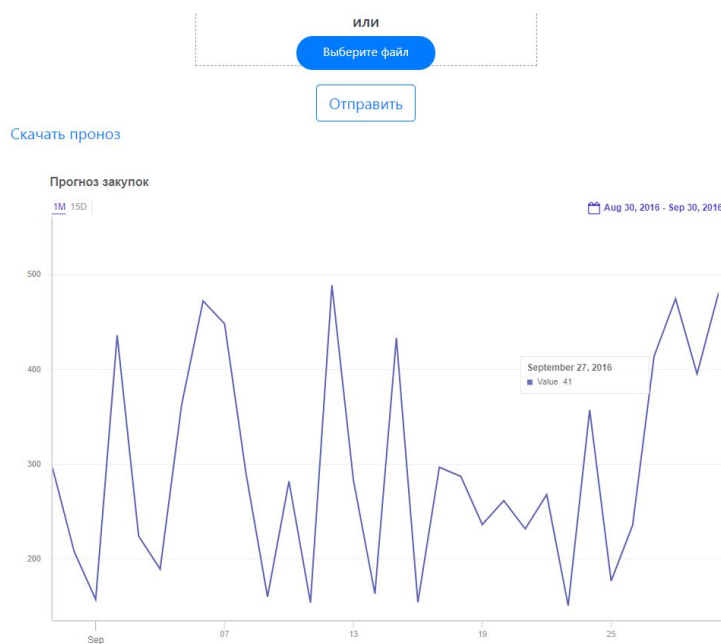 или
Выберите файл
Отправить
Скачать проноз
Прогноз закупок
1M 15D
Aug 30, 2016 - Sep 30, 2016
500
400
September 27, 2016
Value 41
300
200
Sep 07 13 19 25